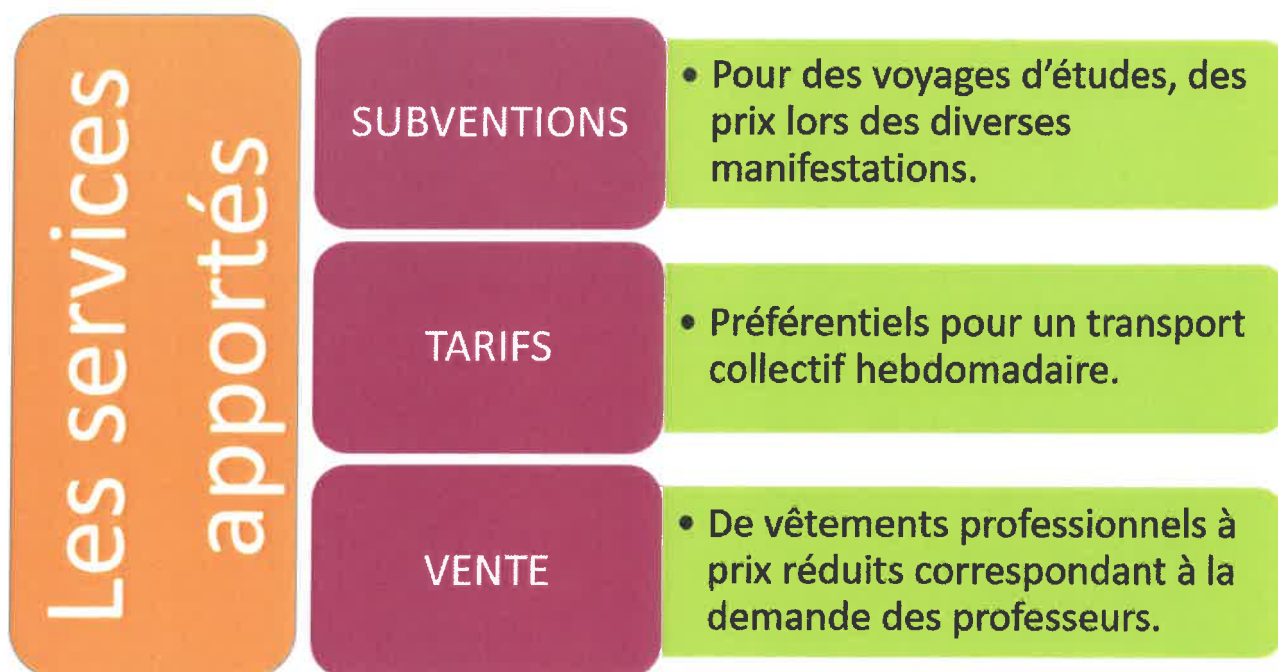 Les services
apportés
SUBVENTIONS
• Pour des voyages d'études, des
prix lors des diverses
manifestations.
TARIFS
• Préférentiels pour un transport
collectif hebdomadaire.
VENTE
• De vêtements professionnels à
prix réduits correspondant à la
demande des professeurs.